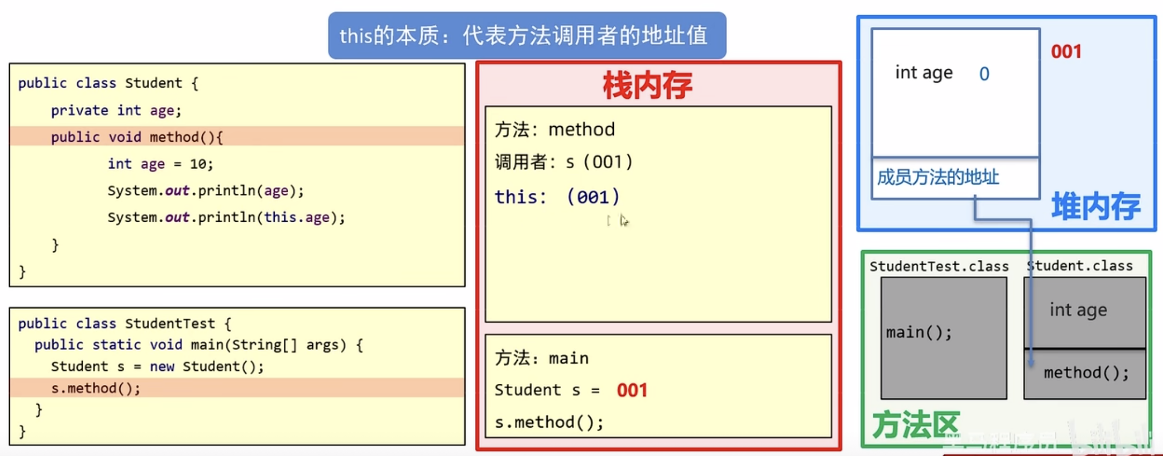 this的本质：代表方法调用者的地址值
public class Student {
private int age;
public void method(){
int age = 10;
System.out.println(age);
System.out.println(this.age);
}
}
public class StudentTest {
public static void main(String[] args) {
Student s = new Student();
s.method();
}
}
栈内存
方法：method
调用者：s（001）
this：（001）
方法：main
Student s = 001
s.method();
int age 0
001
成员方法的地址
堆内存
StudentTest.class
main();
Student.class
int age
method();
方法区